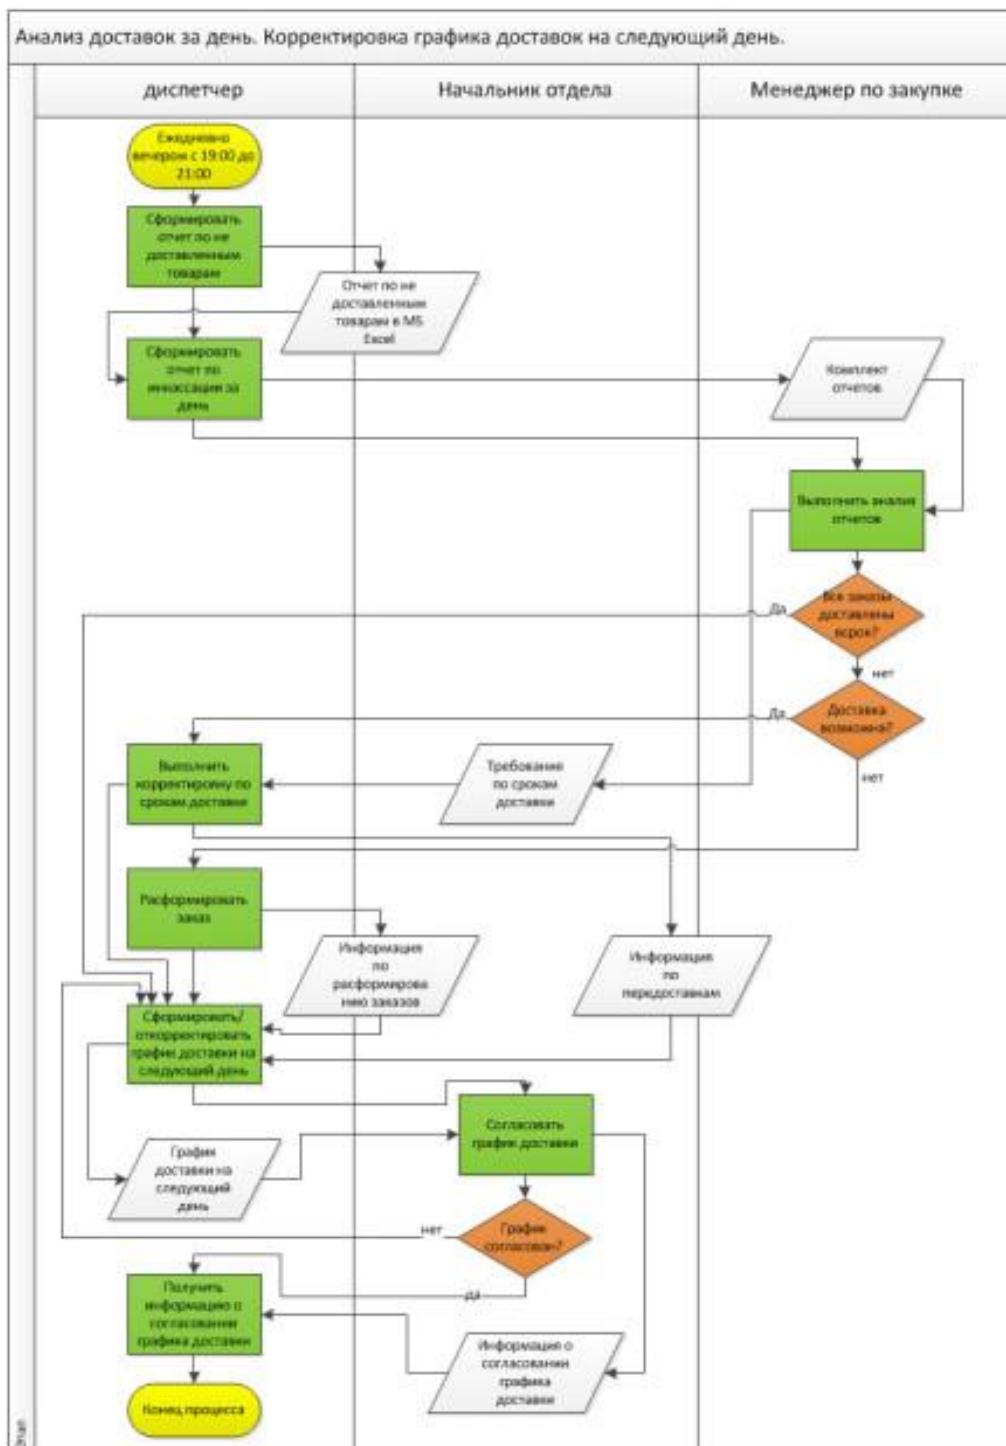 Анализ доставок за день. Корректировка графика доставок на следующий день.
диспетчер
Начальник отдела
Менеджер по закупке
Ежедневно
вечером с 19:00 до
21:00
Сформировать
отчет по не
доставленным
товарам
Отчет по не
доставленным
товарам в MS
Excel
Сформировать
отчет по
инкассации за
день
Комплект
отчетов
Выполнить анализ
отчетов
Все заказы
доставлены
всрок?
Да
нет
Доставка
возможна?
Да
нет
Выполнить
корректировку по
срокам доставки
Требования
по срокам
доставки
Расформировать
заказ
Информация
по
расформирова
нию заказов
Информация
по
передоставкам
Сформировать/
откорректировать
график доставки на
следующий день
Согласовать
график доставки
График
доставки на
следующий
день
нет
График
согласован?
да
Получить
информацию о
согласовании
графика доставки
Информация о
согласовании
графика
доставки
Конец процесса
Этап